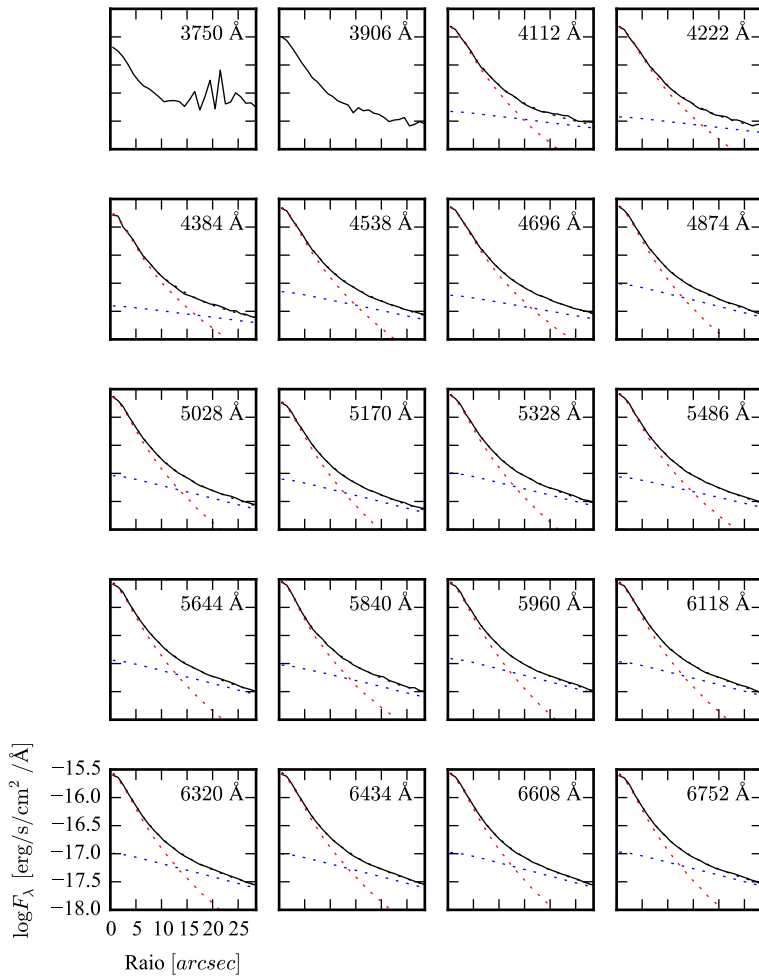 3750 Å
3906 Å
4112 Å
4222 Å
4384 Å
4538 Å
4696 Å
4874 Å
5028 Å
5170 Å
5328 Å
5486 Å
5644 Å
5840 Å
5960 Å
6118 Å
6320 Å
6434 Å
6608 Å
6752 Å
−15.5
−16.0
−16.5
−17.0
−17.5
−18.0
logF_λ [erg/s/cm² /Å]
0 5 10 15 20 25
Raio [arcsec]